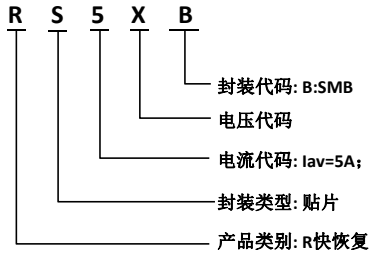 R S 5 X B
封装代码: B:SMB
电压代码
电流代码: Iav=5A；
封装类型: 贴片
产品类别: R快恢复